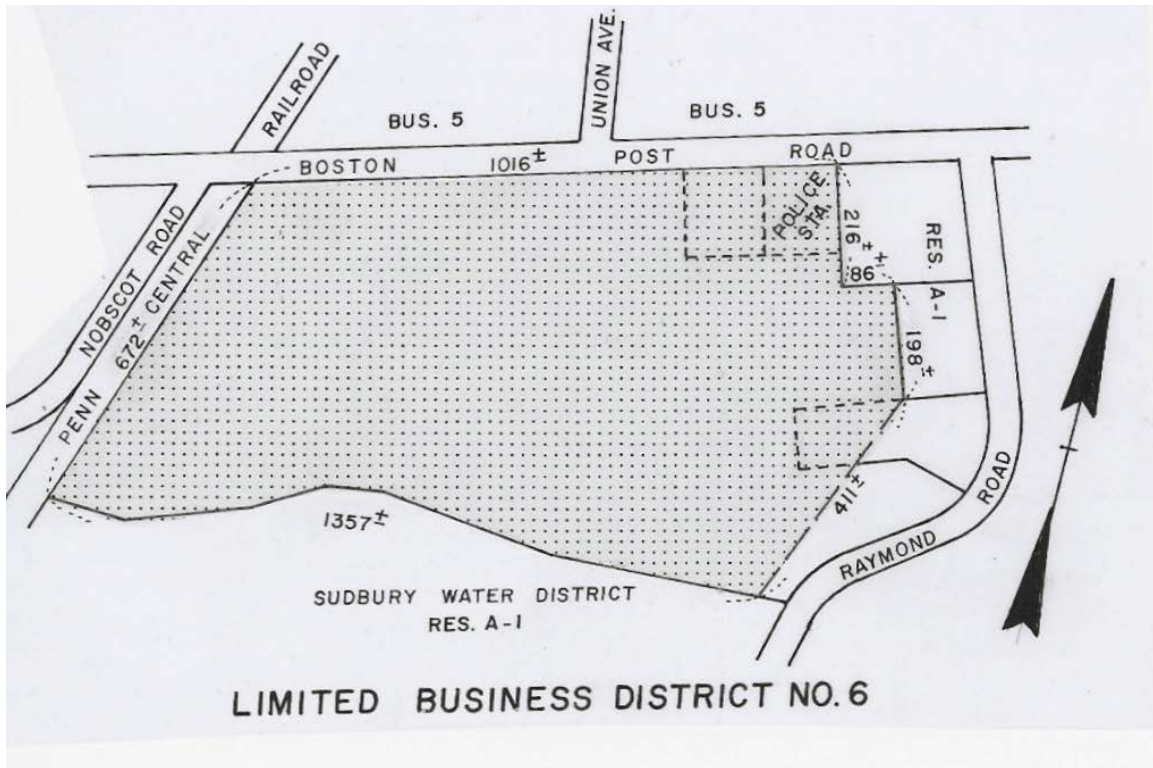 UNION AVE.
RAILROAD
BUS. 5
BUS. 5
BOSTON 1016± POST ROAD
POLICE
STA.
216±
86±
RES. A-1
NOBSCOT ROAD
PENN 672± CENTRAL
198±
411±
1357±
RAYMOND ROAD
SUDBURY WATER DISTRICT
RES. A-1
LIMITED BUSINESS DISTRICT NO. 6